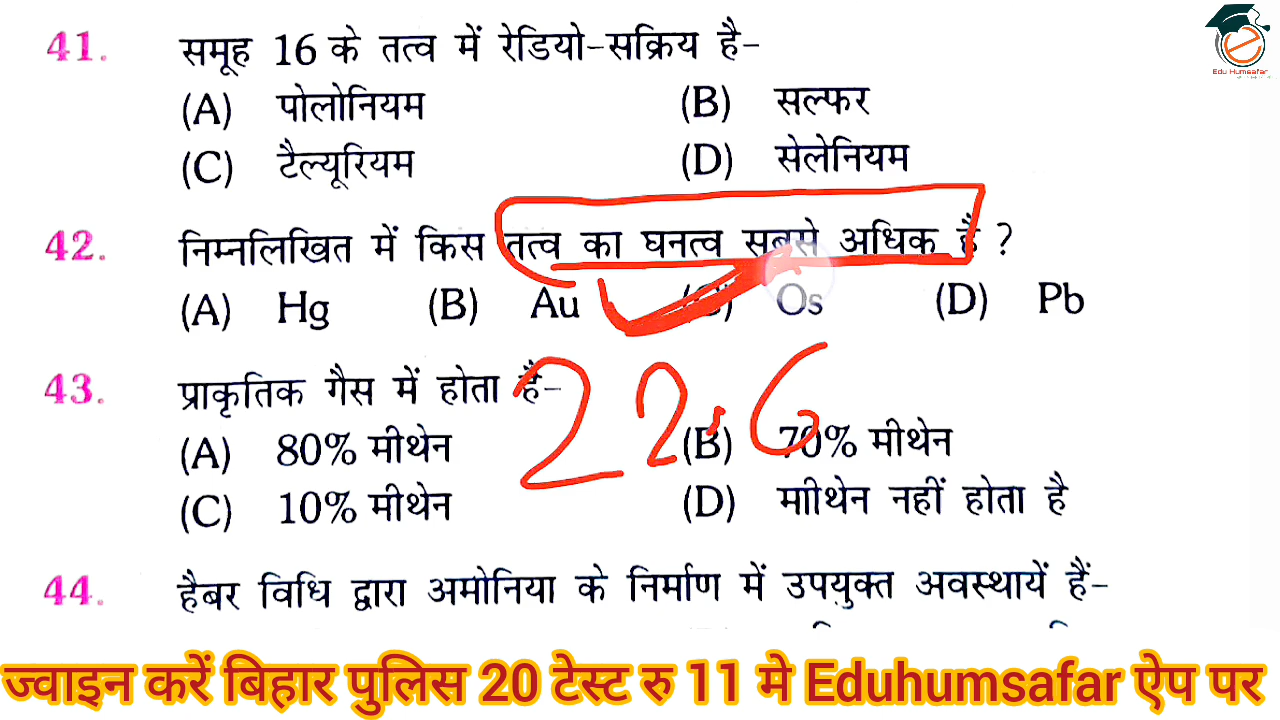 Edu Humsafar
41. समूह 16 के तत्व में रेडियो-सक्रिय है-
(A) पोलोनियम (B) सल्फर
(C) टैल्यूरियम (D) सेलेनियम
42. निम्नलिखित में किस तत्व का घनत्व सबसे अधिक है ?
(A) Hg (B) Au (C) Os (D) Pb
22.6
43. प्राकृतिक गैस में होता है-
(A) 80% मीथेन (B) 70% मीथेन
(C) 10% मीथेन (D) माीथेन नहीं होता है
44. हैबर विधि द्वारा अमोनिया के निर्माण में उपयुक्त अवस्थायें हैं-
ज्वाइन करें बिहार पुलिस 20 टेस्ट रु 11 मे Eduhumsafar ऐप पर